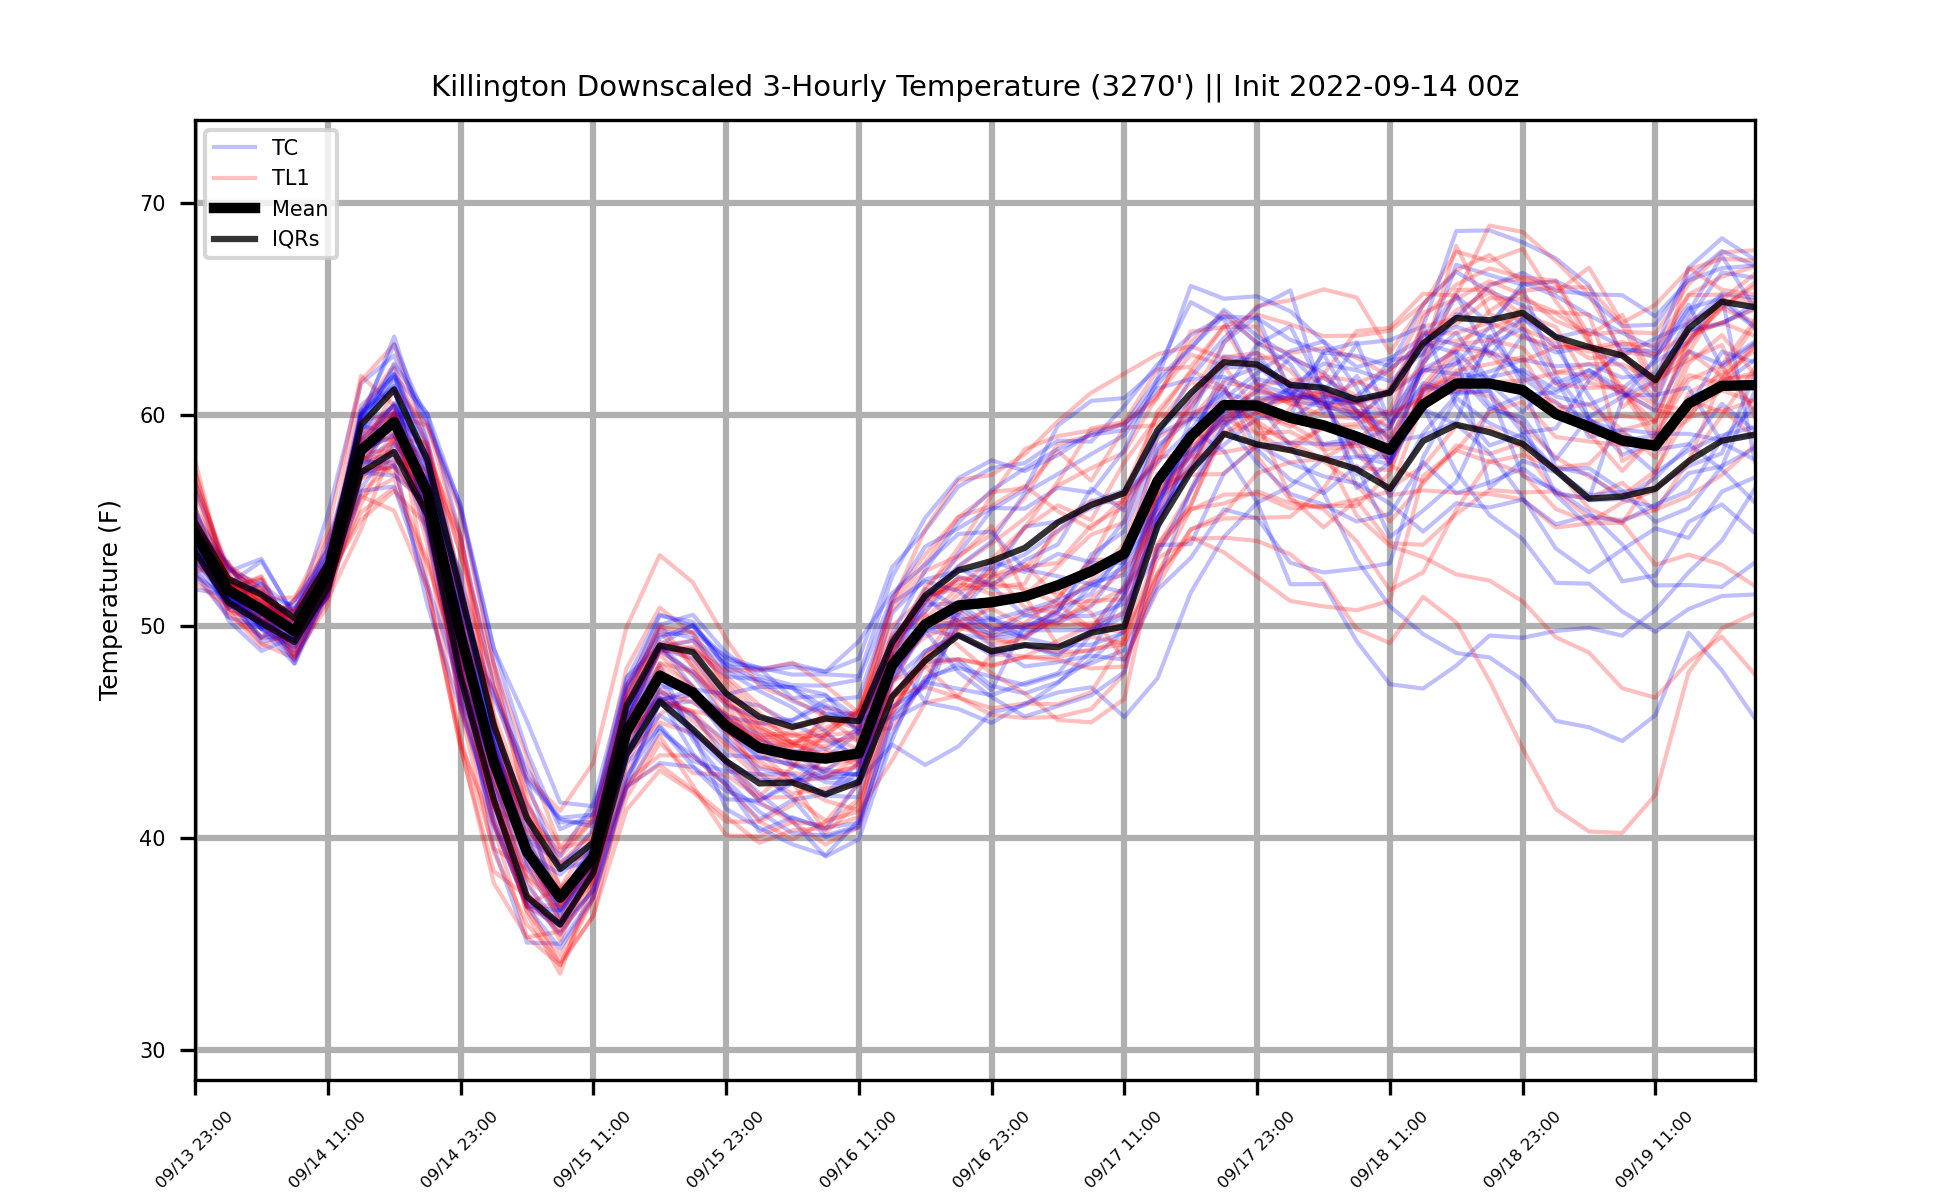 Killington Downscaled 3-Hourly Temperature (3270') || Init 2022-09-14 00z
TC
TL1
Mean
IQRs
Temperature (F)
70
60
50
40
30
09/13 23:00
09/14 11:00
09/14 23:00
09/15 11:00
09/15 23:00
09/16 11:00
09/16 23:00
09/17 11:00
09/17 23:00
09/18 11:00
09/18 23:00
09/19 11:00